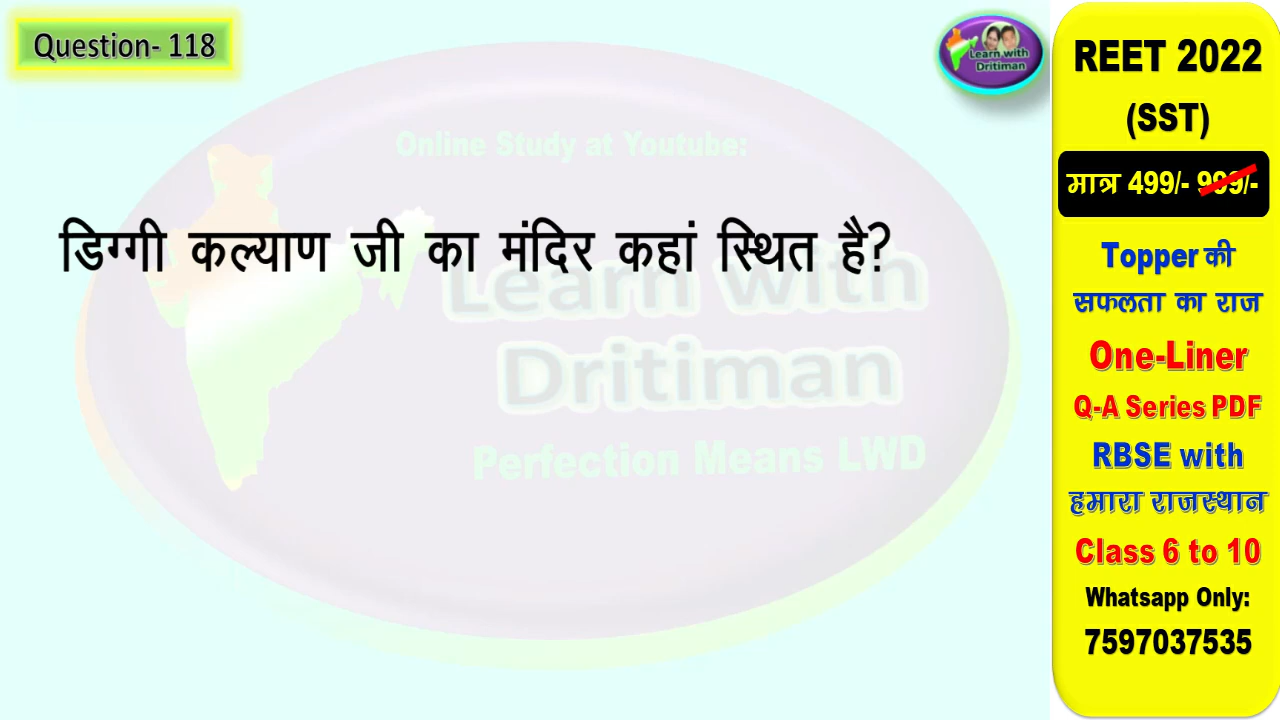 Question- 118
Learn with
Dritiman
Online Study at Youtube:
डिग्गी कल्याण जी का मंदिर कहां स्थित है?
Learn with
Dritiman
Perfection Means LWD
REET 2022
(SST)
मात्र 499/- 999/-
Topper की
सफलता का राज
One-Liner
Q-A Series PDF
RBSE with
हमारा राजस्थान
Class 6 to 10
Whatsapp Only:
7597037535